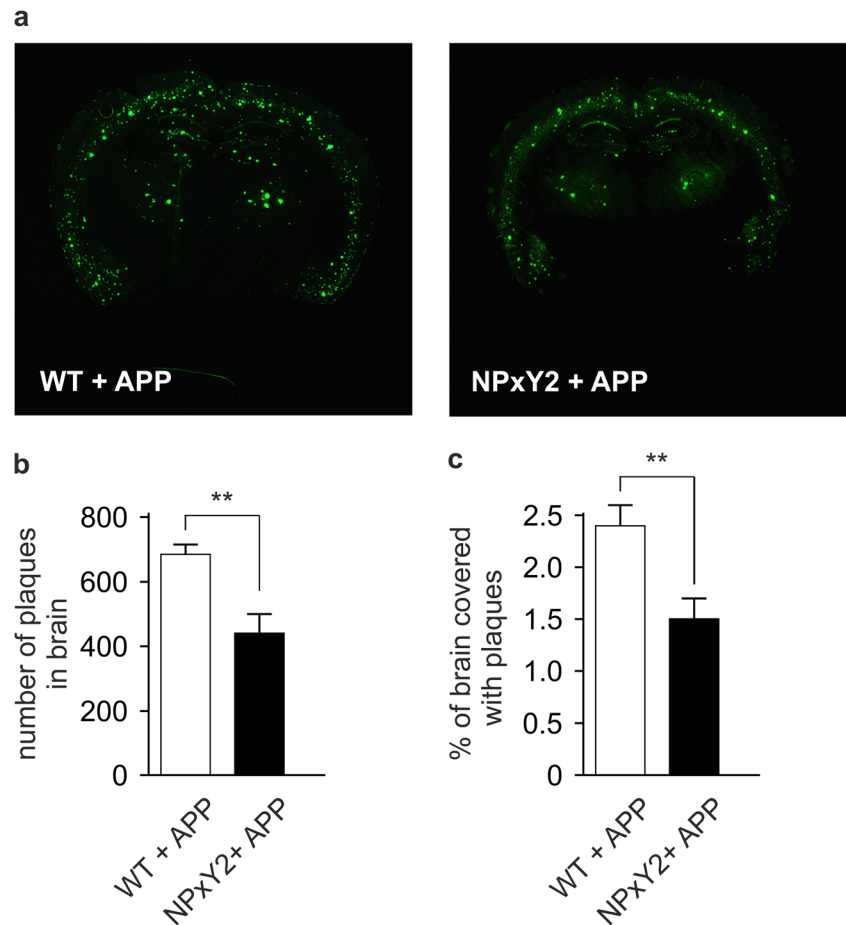 a
WT + APP
NPxY2 + APP
b
number of plaques
in brain
800
600
400
200
0
**
WT + APP
NPxY2+ APP
c
% of brain covered
with plaques
2.5
2.0
1.5
1.0
0.5
0
**
WT + APP
NPxY2+ APP